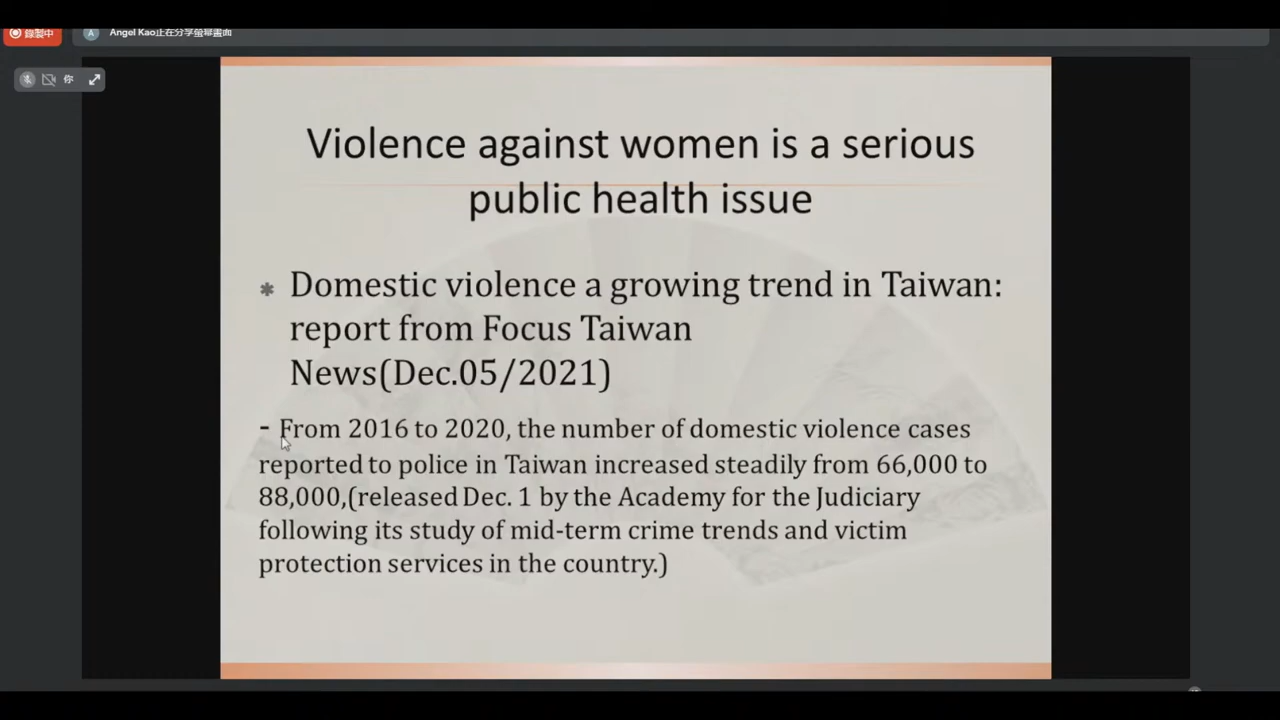 錄製中
A Angel Kao正在分享螢幕畫面
你
Violence against women is a serious
public health issue
* Domestic violence a growing trend in Taiwan:
report from Focus Taiwan
News(Dec.05/2021)
- From 2016 to 2020, the number of domestic violence cases
reported to police in Taiwan increased steadily from 66,000 to
88,000,(released Dec. 1 by the Academy for the Judiciary
following its study of mid-term crime trends and victim
protection services in the country.)